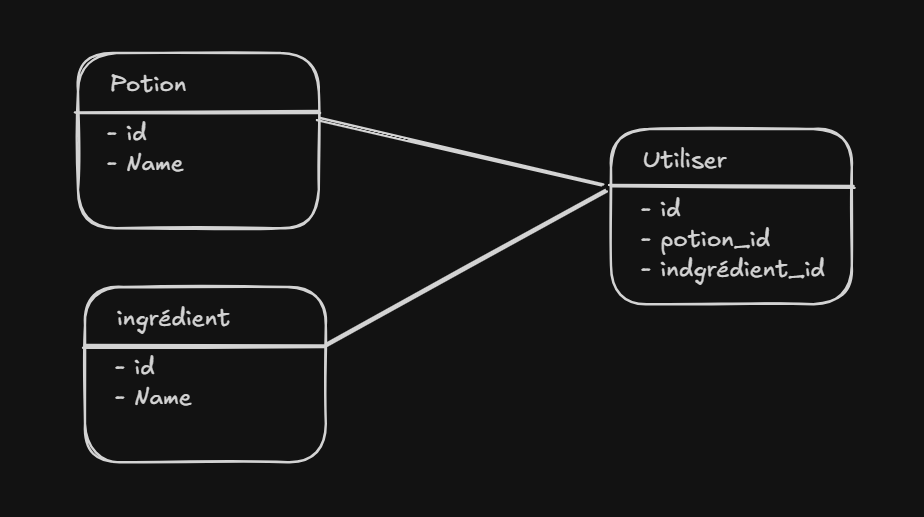 Potion
- id
- Name
Utiliser
- id
- potion_id
- indgrédient_id
ingrédient
- id
- Name